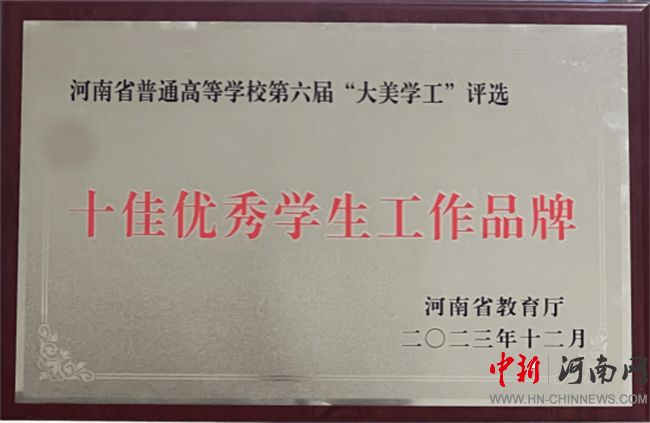 河南省普通高等学校第六届“大美学工”评选
十佳优秀学生工作品牌
河南省教育厅
二〇二三年十二月
中新 河南网
WWW.HN-CHINNEWS.COM